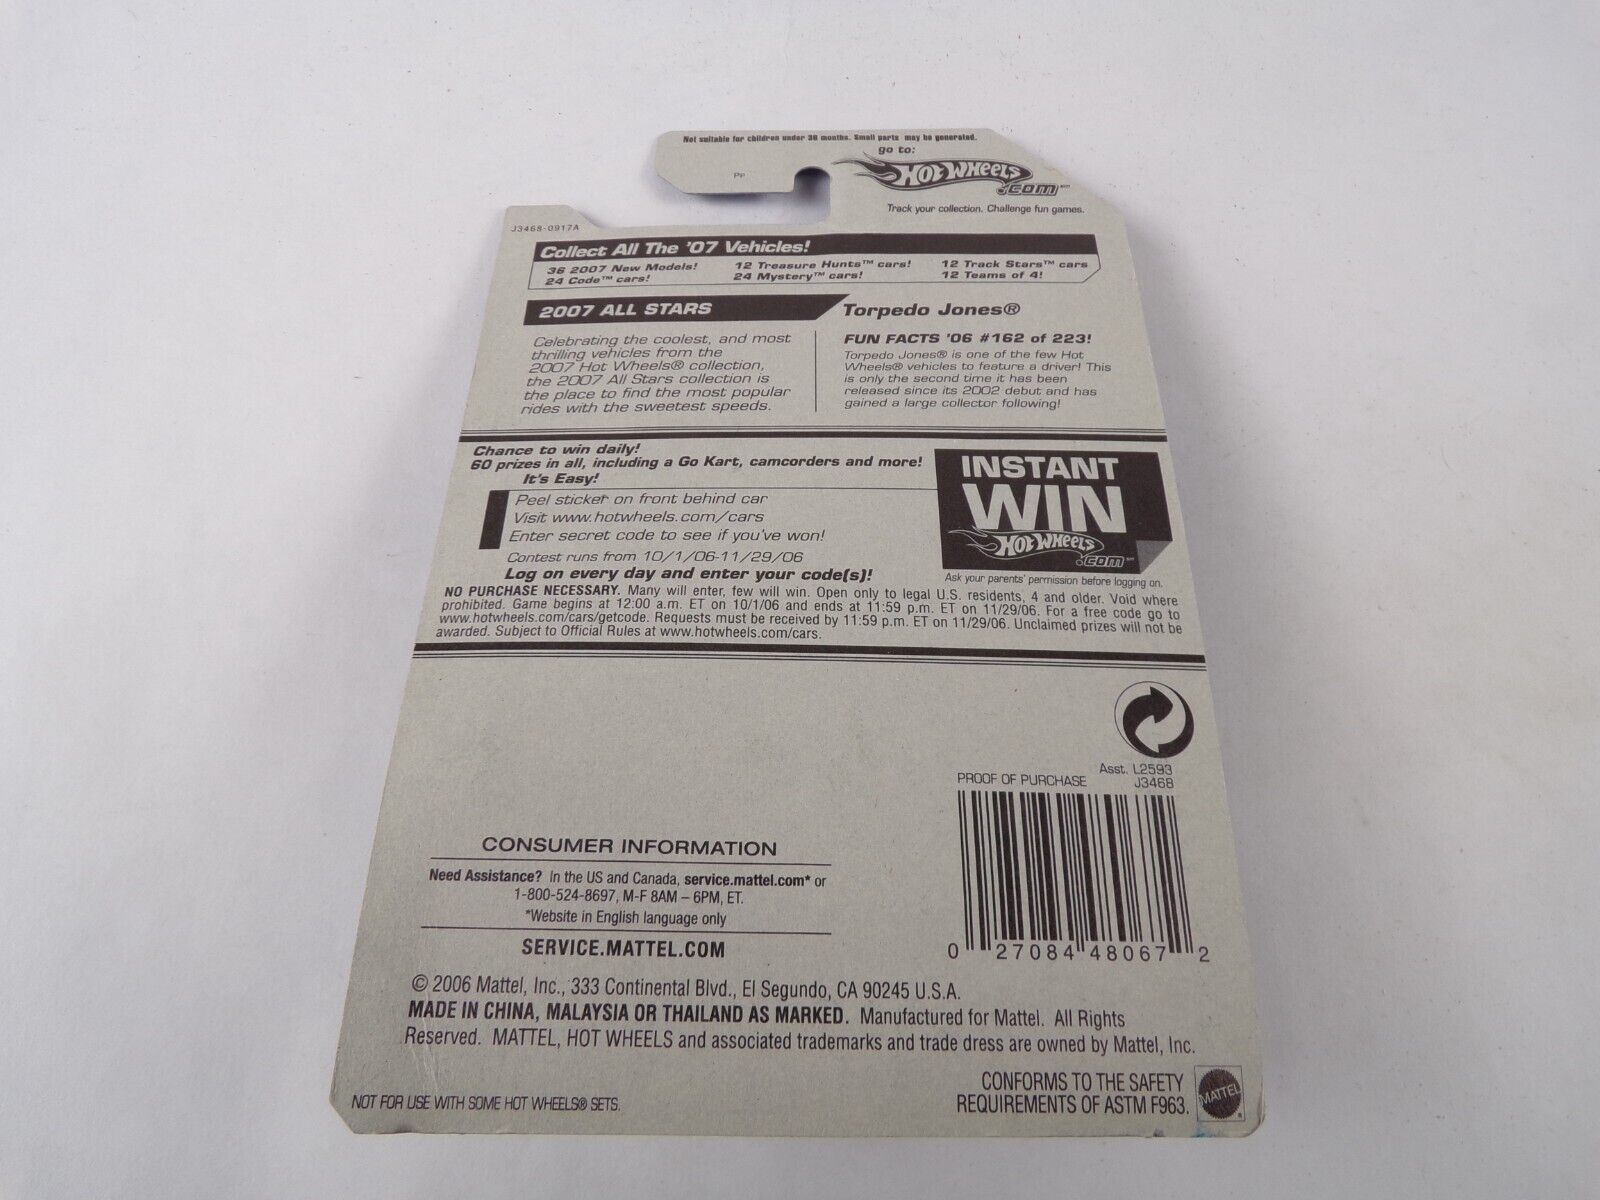 Not suitable for children under 36 months. Small parts may be generated.
go to:
HOT WHEELS
.com™
PP
Track your collection. Challenge fun games.
J3468-0917A
Collect All The '07 Vehicles!
36 2007 New Models!
24 Code™ cars!
12 Treasure Hunts™ cars!
24 Mystery™ cars!
12 Track Stars™ cars
12 Teams of 4!
2007 ALL STARS
Celebrating the coolest, and most
thrilling vehicles from the
2007 Hot Wheels® collection,
the 2007 All Stars collection is
the place to find the most popular
rides with the sweetest speeds.
Torpedo Jones®
FUN FACTS '06 #162 of 223!
Torpedo Jones® is one of the few Hot
Wheels® vehicles to feature a driver! This
is only the second time it has been
released since its 2002 debut and has
gained a large collector following!
Chance to win daily!
60 prizes in all, including a Go Kart, camcorders and more!
It's Easy!
Peel sticker on front behind car
Visit www.hotwheels.com/cars
Enter secret code to see if you've won!
Contest runs from 10/1/06-11/29/06
Log on every day and enter your code(s)!
INSTANT
WIN
HOT WHEELS
.com™
Ask your parents' permission before logging on.
NO PURCHASE NECESSARY. Many will enter, few will win. Open only to legal U.S. residents, 4 and older. Void where
prohibited. Game begins at 12:00 a.m. ET on 10/1/06 and ends at 11:59 p.m. ET on 11/29/06. For a free code go to
www.hotwheels.com/cars/getcode. Requests must be received by 11:59 p.m. ET on 11/29/06. Unclaimed prizes will not be
awarded. Subject to Official Rules at www.hotwheels.com/cars.
Asst. L2593
PROOF OF PURCHASE J3468
0 27084 48067 2
CONSUMER INFORMATION
Need Assistance? In the US and Canada, service.mattel.com* or
1-800-524-8697, M-F 8AM – 6PM, ET.
*Website in English language only
SERVICE.MATTEL.COM
© 2006 Mattel, Inc., 333 Continental Blvd., El Segundo, CA 90245 U.S.A.
MADE IN CHINA, MALAYSIA OR THAILAND AS MARKED. Manufactured for Mattel. All Rights
Reserved. MATTEL, HOT WHEELS and associated trademarks and trade dress are owned by Mattel, Inc.
NOT FOR USE WITH SOME HOT WHEELS® SETS.
CONFORMS TO THE SAFETY
REQUIREMENTS OF ASTM F963.
MATTEL